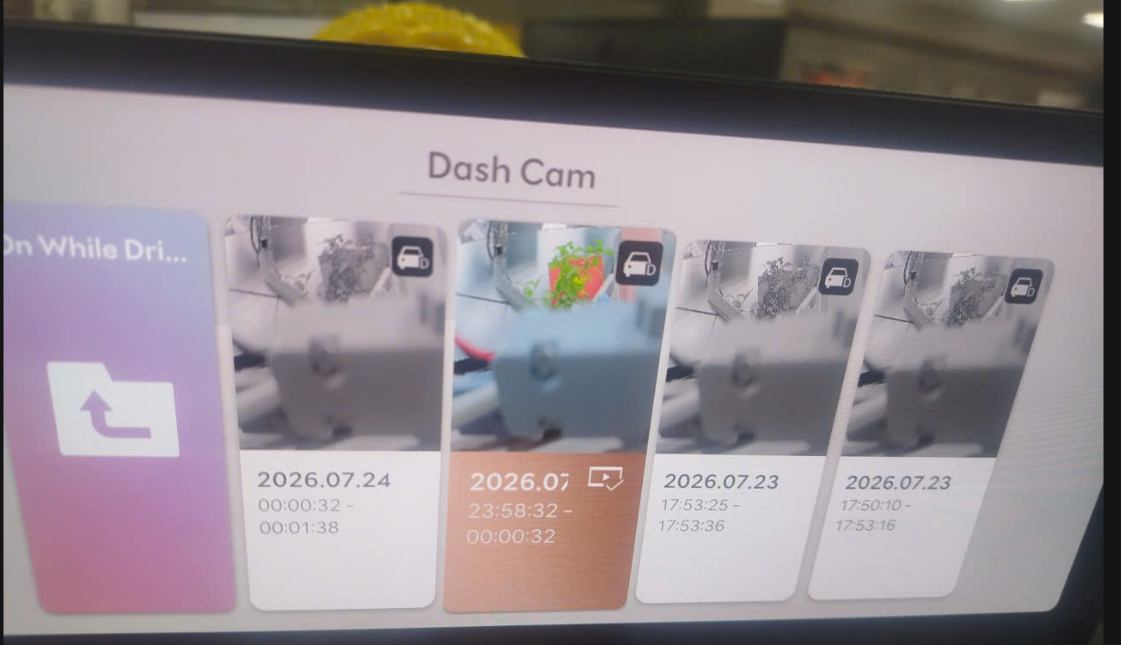 Dash Cam
On While Dri...
2026.07.24
00:00:32 -
00:01:38
2026.07
23:58:32 -
00:00:32
2026.07.23
17:53:25 -
17:53:36
2026.07.23
17:50:10 -
17:53:16
D
D
D
D